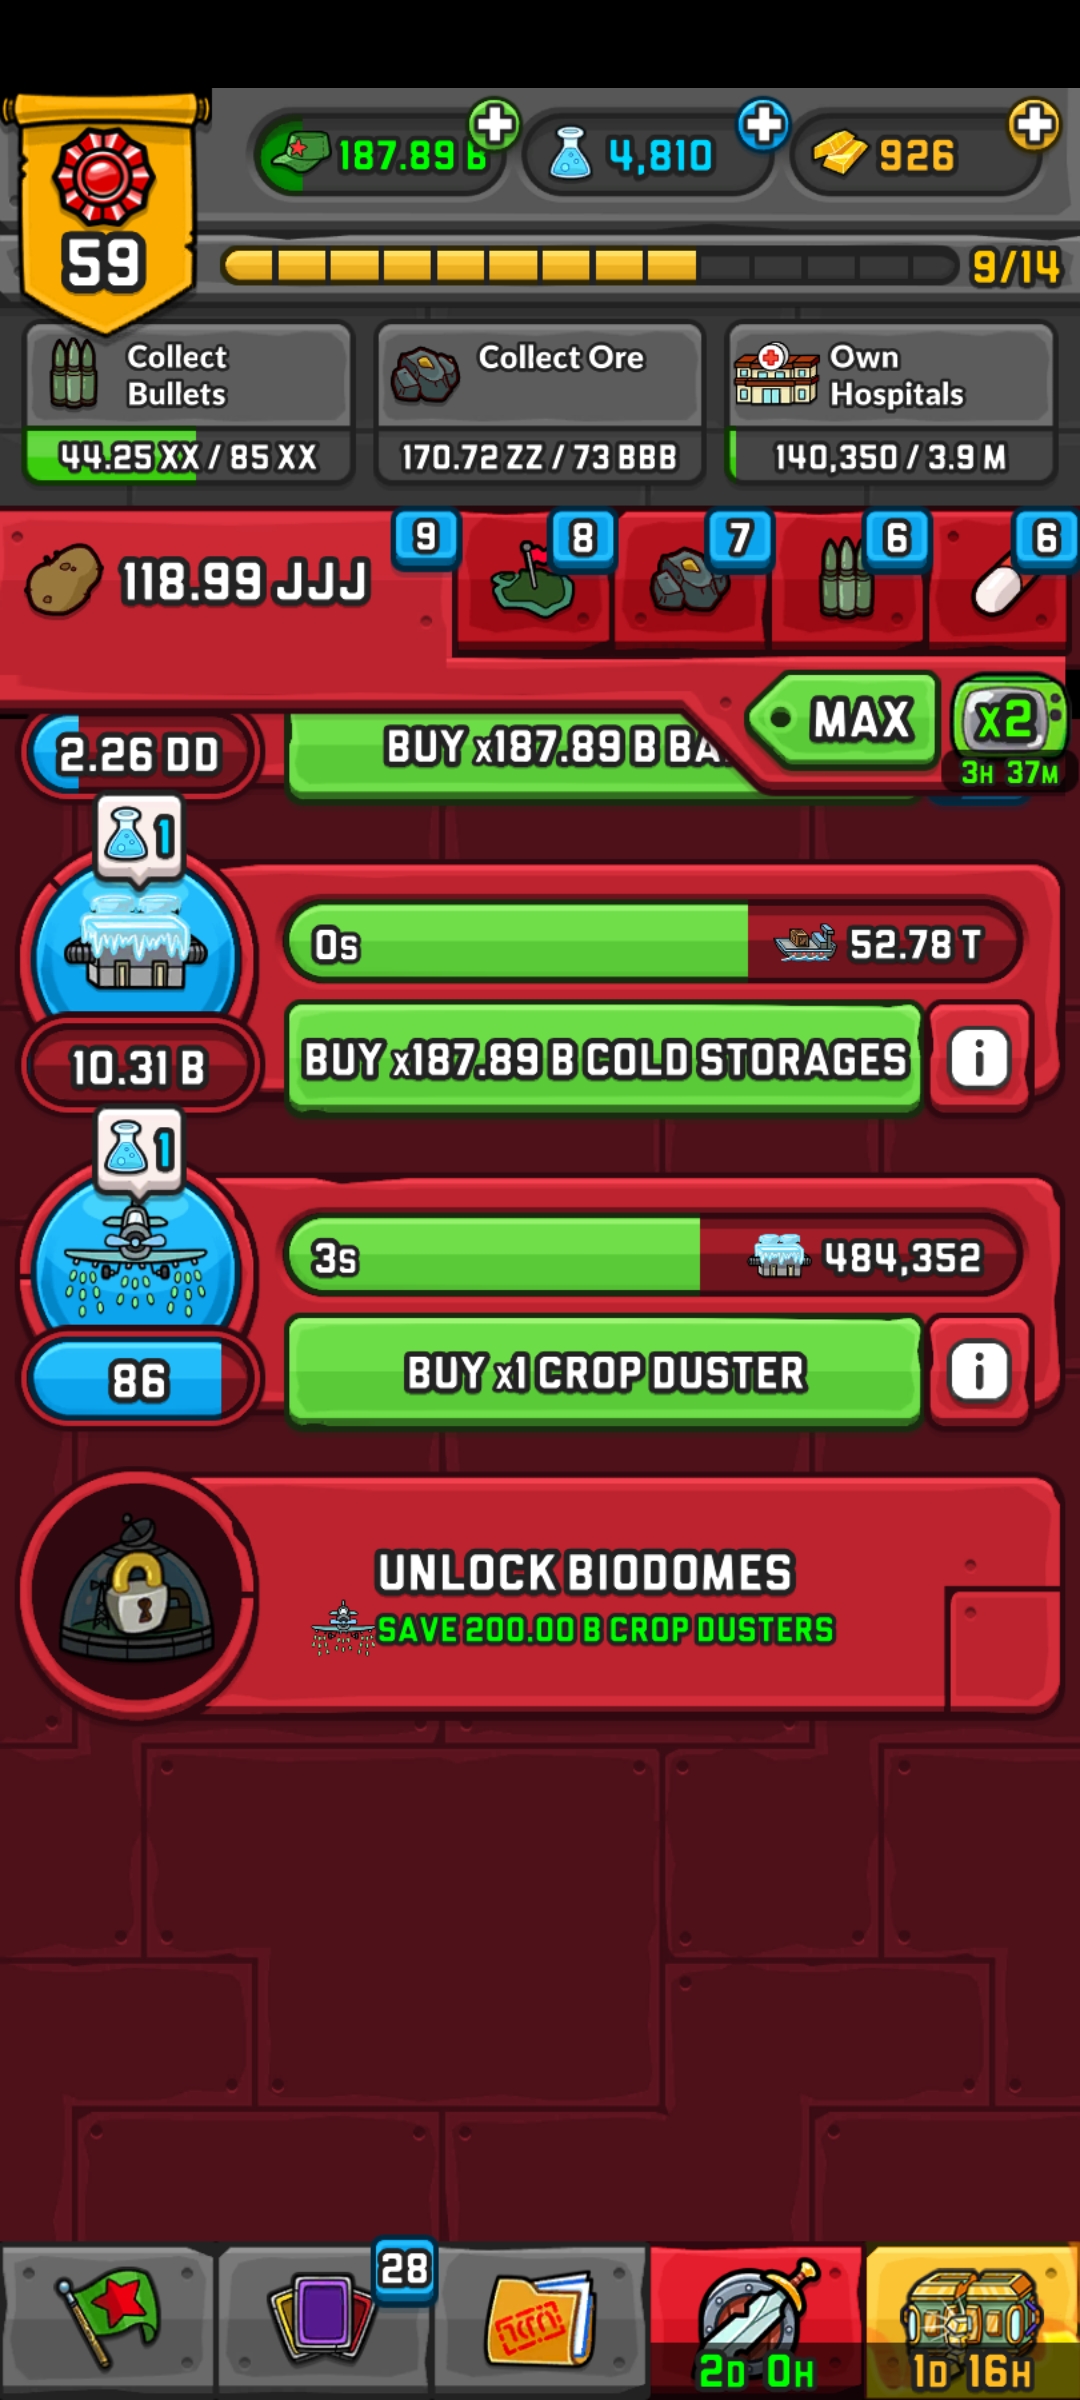 187.89 B
4,810
926
59
9/14
Collect
Bullets
44.25 XX / 85 XX
Collect Ore
170.72 ZZ / 73 BBB
Own
Hospitals
140,350 / 3.9 M
118.99 JJJ
9
8
7
6
6
MAX
x2
3H 37M
2.26 DD
BUY x187.89 B BA
1
0s
52.78 T
10.31 B
BUY x187.89 B COLD STORAGES
i
1
3s
484,352
86
BUY x1 CROP DUSTER
i
UNLOCK BIODOMES
SAVE 200.00 B CROP DUSTERS
28
2D 0H
1D 16H